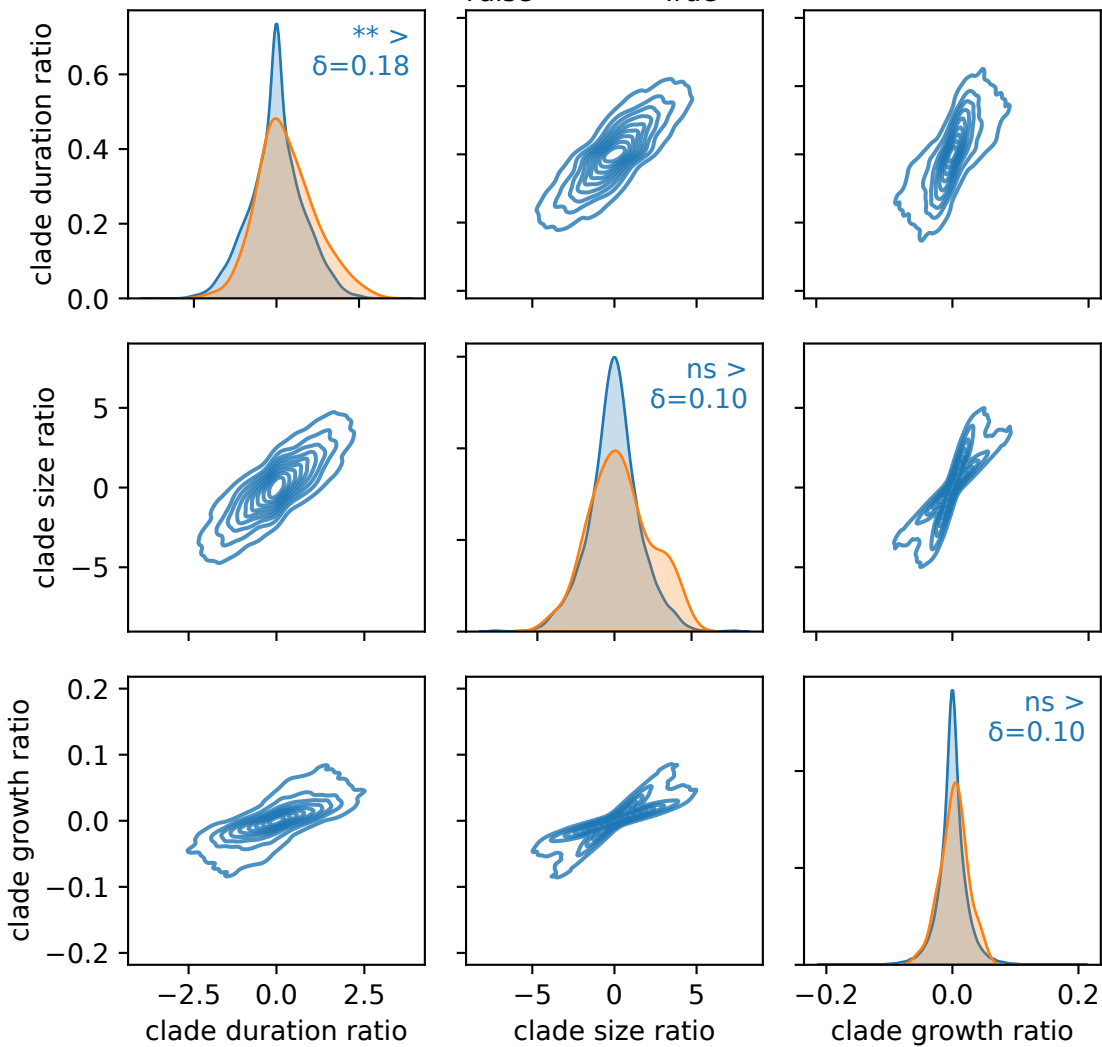 ** >
δ=0.18
clade duration ratio
0.6
0.4
0.2
0.0
ns >
δ=0.10
clade size ratio
5
0
−5
ns >
δ=0.10
clade growth ratio
0.2
0.1
0.0
−0.1
−0.2
−2.5 0.0 2.5 −5 0 5 −0.2 0.0 0.2
clade duration ratio clade size ratio clade growth ratio